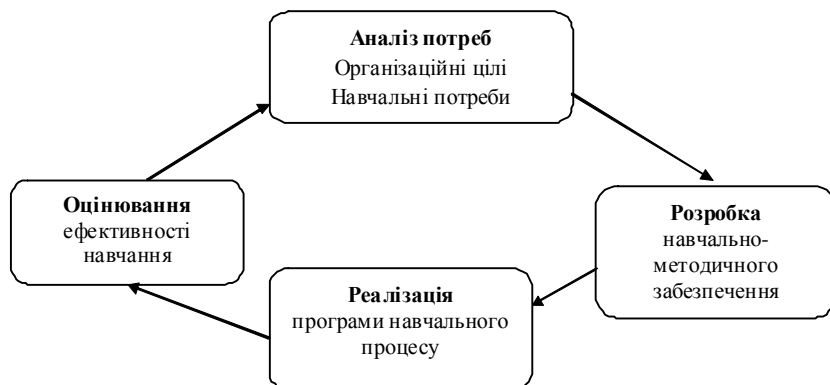 Аналіз потреб
Організаційні цілі
Навчальні потреби
Розробка
навчально-
методичного
забезпечення
Реалізація
програми навчального
процесу
Оцінювання
ефективності
навчання